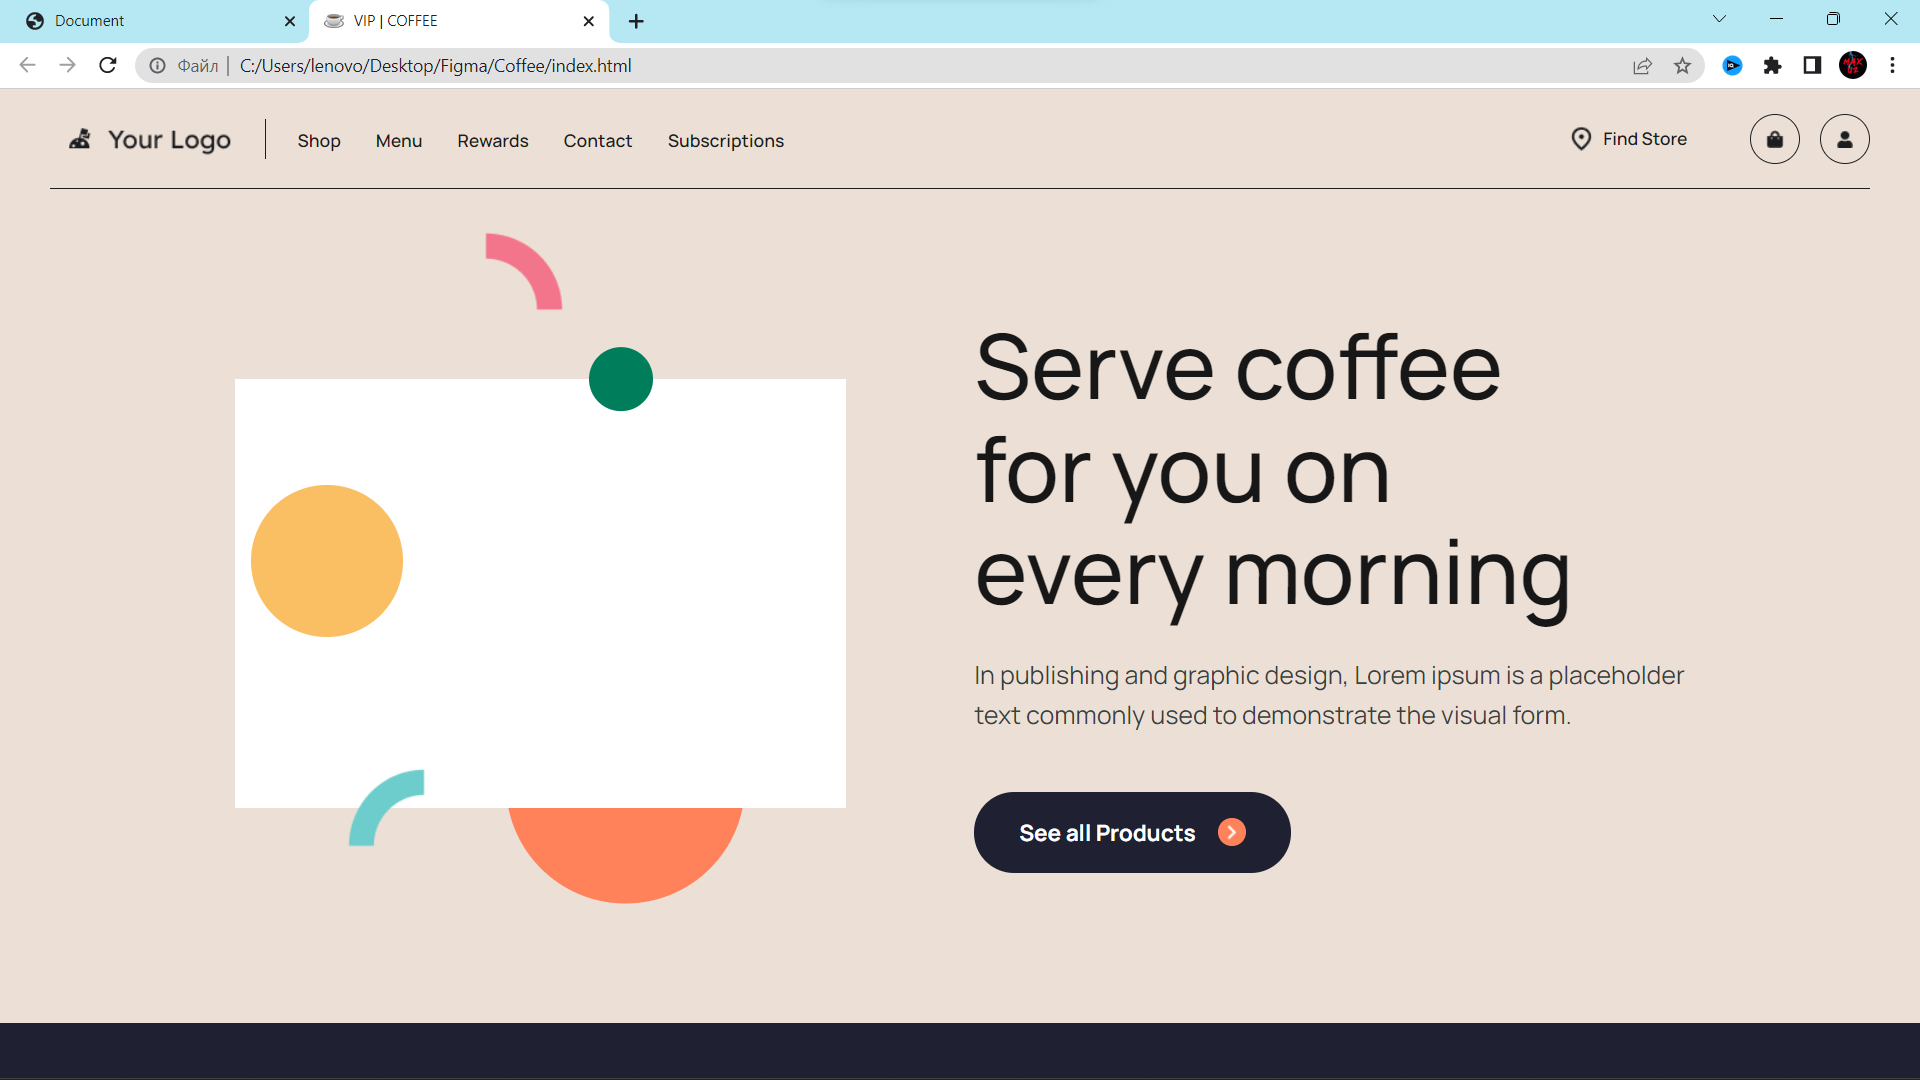 Document
VIP | COFFEE
Файл | C:/Users/lenovo/Desktop/Figma/Coffee/index.html
Your Logo
Shop Menu Rewards Contact Subscriptions
Find Store
Serve coffee
for you on
every morning
In publishing and graphic design, Lorem ipsum is a placeholder
text commonly used to demonstrate the visual form.
See all Products